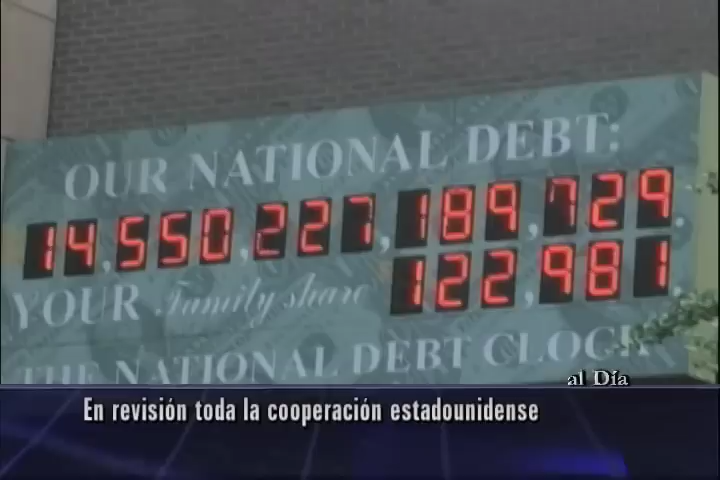 OUR NATIONAL DEBT:
14,550,227,189,729.
YOUR Family share 122,981.
THE NATIONAL DEBT CLOCK
al Día
En revisión toda la cooperación estadounidense